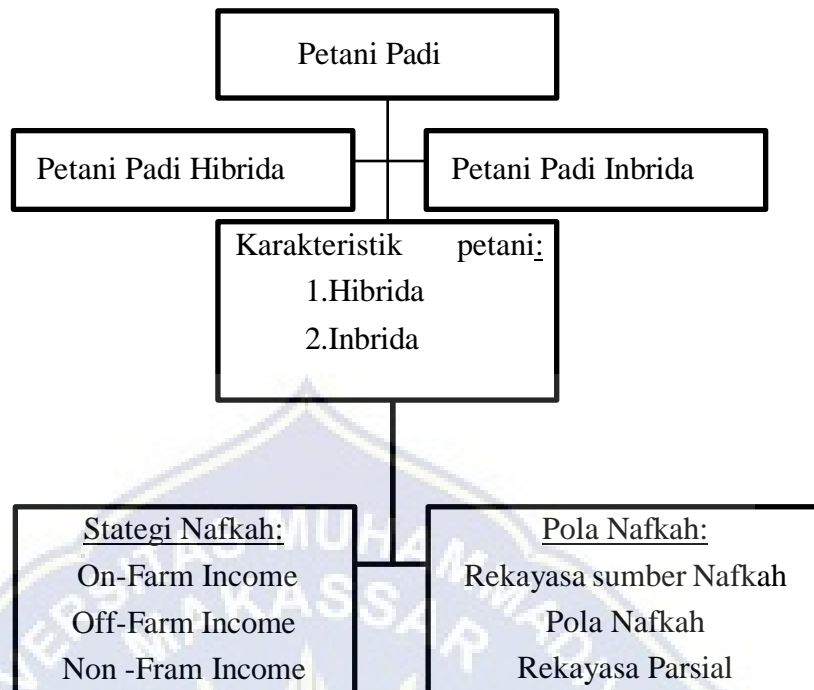 Petani Padi
Petani Padi Hibrida
Petani Padi Inbrida
Karakteristik petani:
1.Hibrida
2.Inbrida
Stategi Nafkah:
On-Farm Income
Off-Farm Income
Non -Fram Income
Pola Nafkah:
Rekayasa sumber Nafkah
Pola Nafkah
Rekayasa Parsial